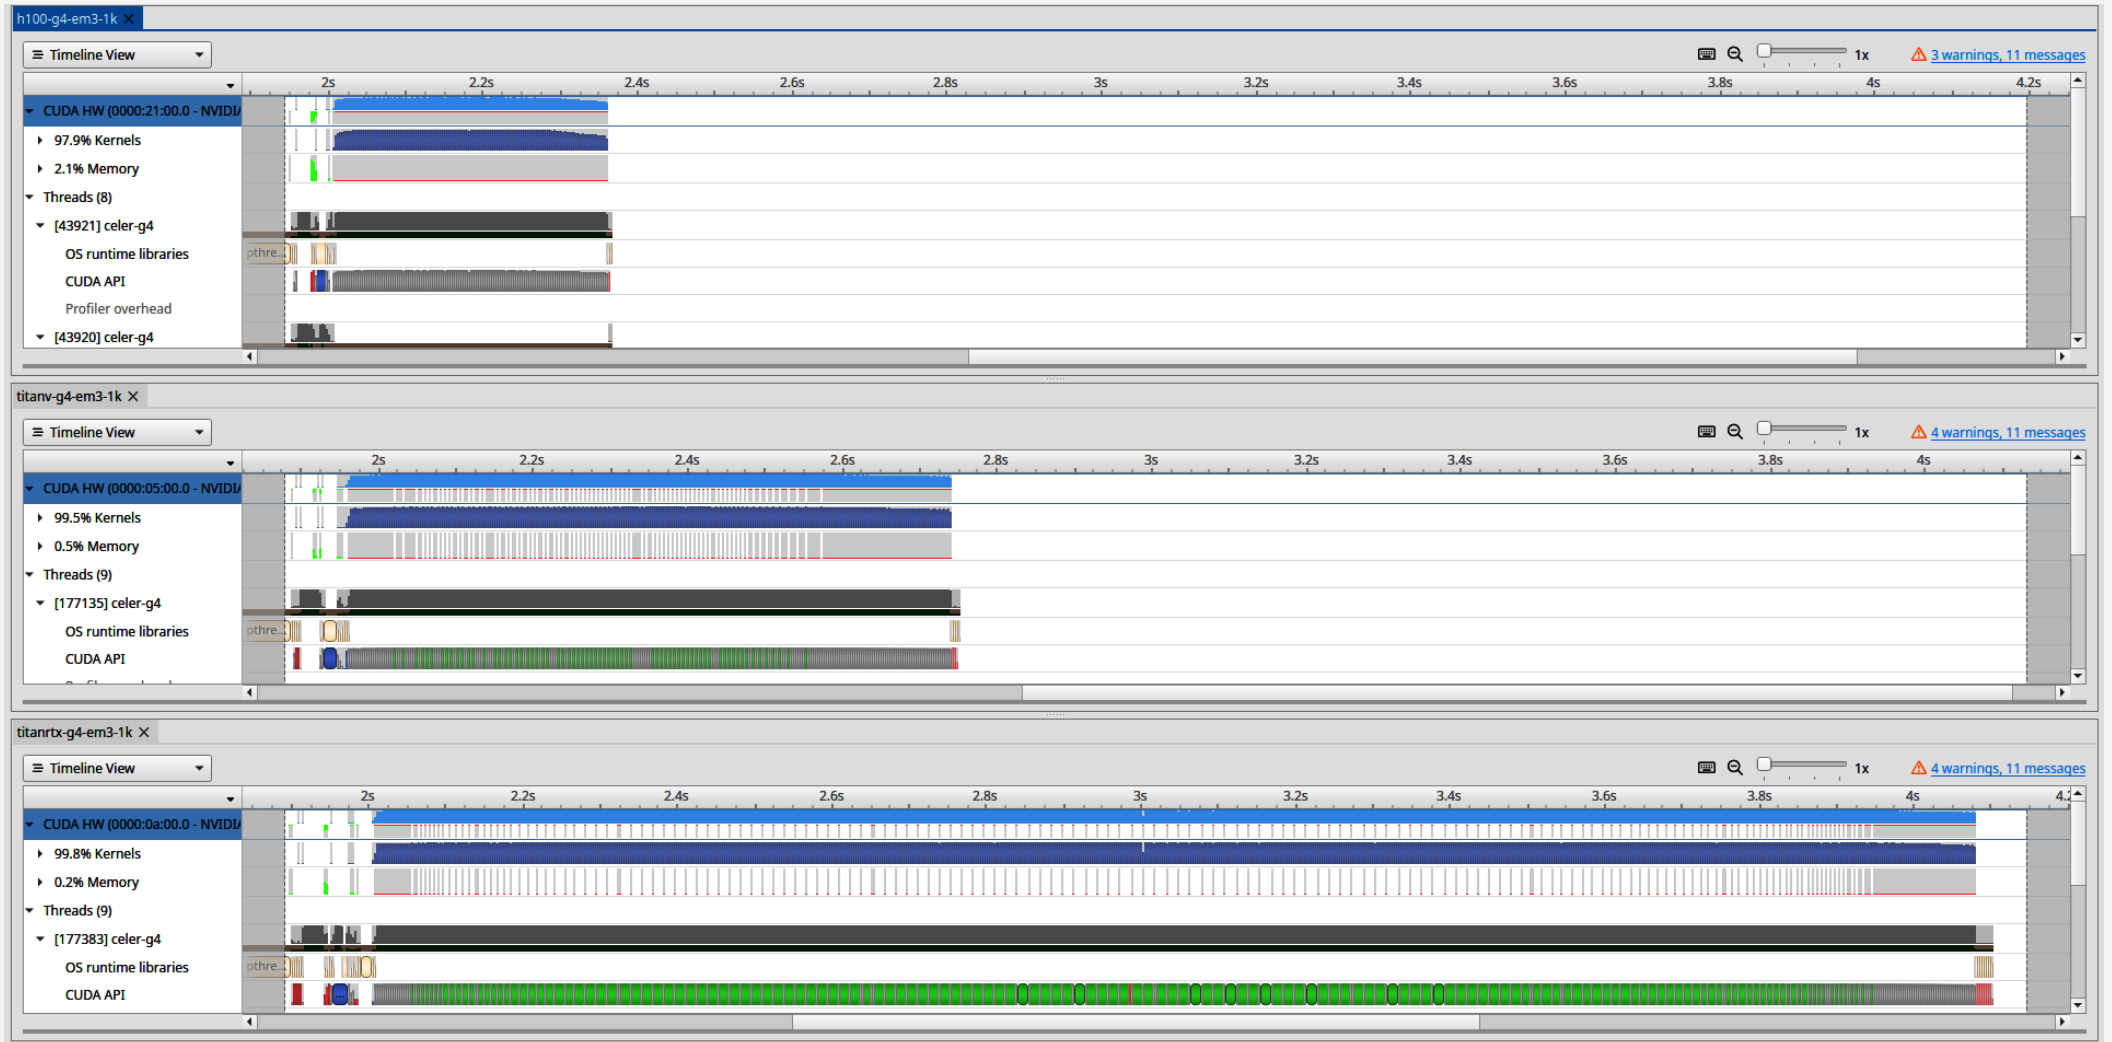 h100-g4-em3-1k
Timeline View
1x
3 warnings, 11 messages
2s 2.2s 2.4s 2.6s 2.8s 3s 3.2s 3.4s 3.6s 3.8s 4s 4.2s
CUDA HW (0000:21:00.0 - NVIDIA
97.9% Kernels
2.1% Memory
Threads (8)
[43921] celer-g4
OS runtime libraries
pthre...
CUDA API
Profiler overhead
[43920] celer-g4
titanv-g4-em3-1k
Timeline View
1x
4 warnings, 11 messages
2s 2.2s 2.4s 2.6s 2.8s 3s 3.2s 3.4s 3.6s 3.8s 4s
CUDA HW (0000:05:00.0 - NVIDIA
99.5% Kernels
0.5% Memory
Threads (9)
[177135] celer-g4
OS runtime libraries
pthre...
CUDA API
titanrtx-g4-em3-1k
Timeline View
1x
4 warnings, 11 messages
2s 2.2s 2.4s 2.6s 2.8s 3s 3.2s 3.4s 3.6s 3.8s 4s 4.2
CUDA HW (0000:0a:00.0 - NVIDIA
99.8% Kernels
0.2% Memory
Threads (9)
[177383] celer-g4
OS runtime libraries
pthre...
CUDA API